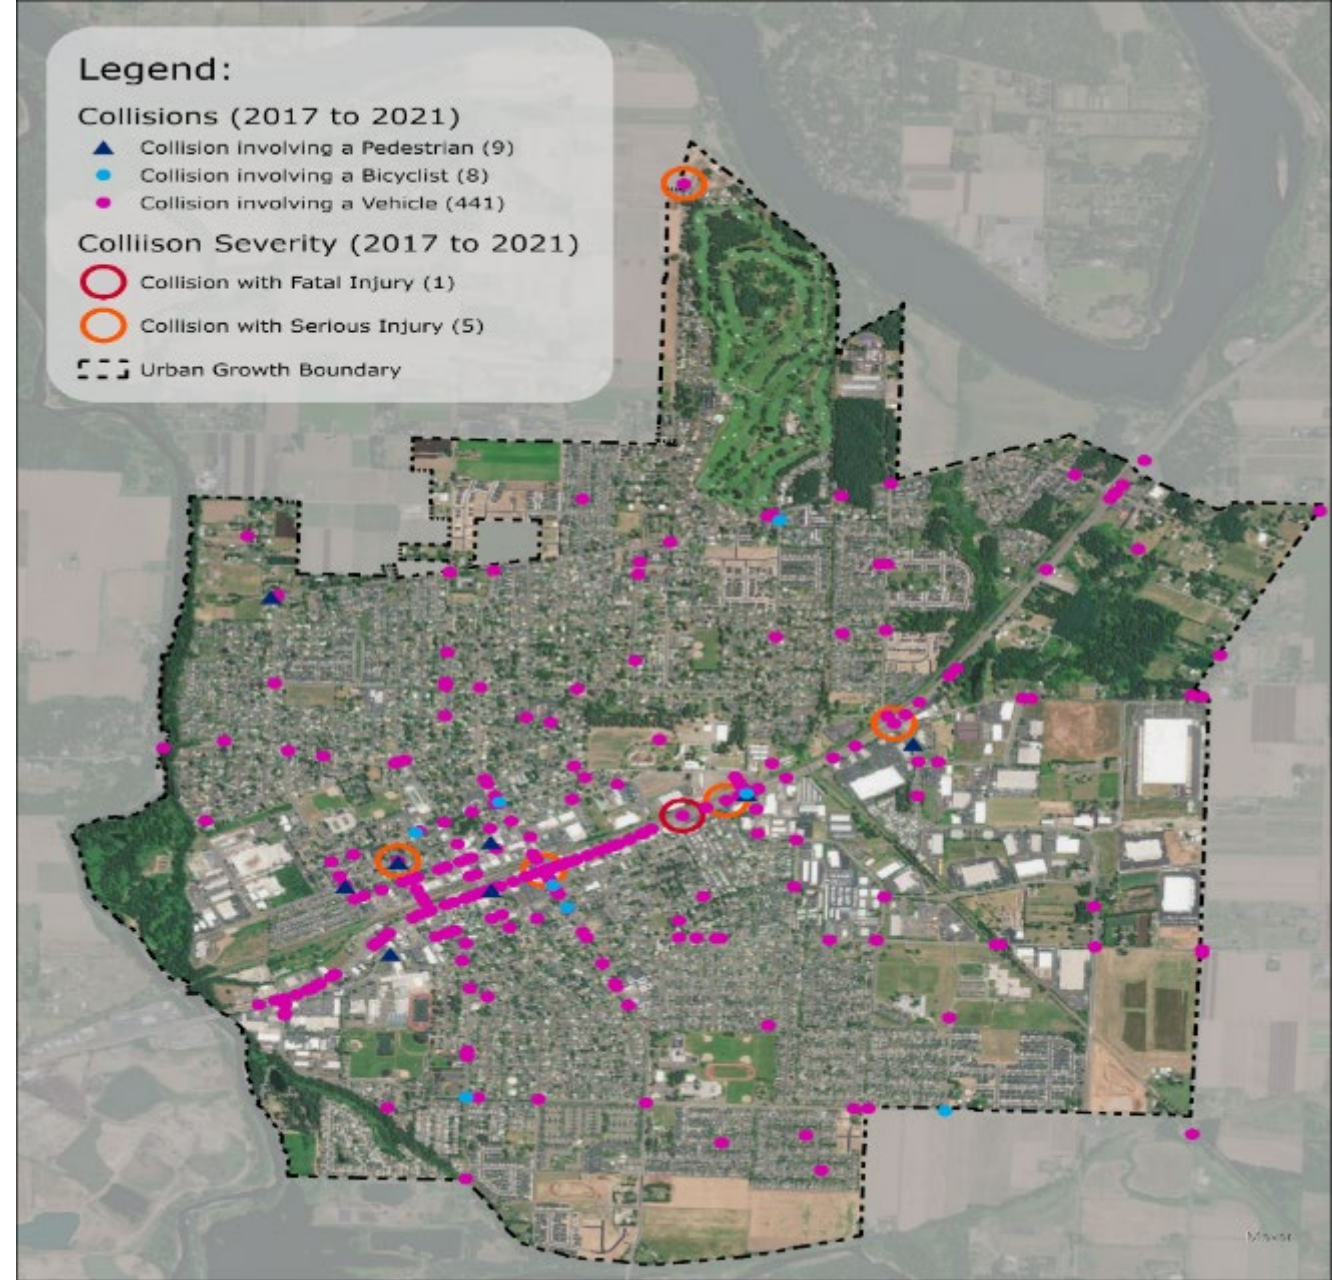 Legend:
Collisions (2017 to 2021)
Collision involving a Pedestrian (9)
Collision involving a Bicyclist (8)
Collision involving a Vehicle (441)
Colliison Severity (2017 to 2021)
Collision with Fatal Injury (1)
Collision with Serious Injury (5)
Urban Growth Boundary